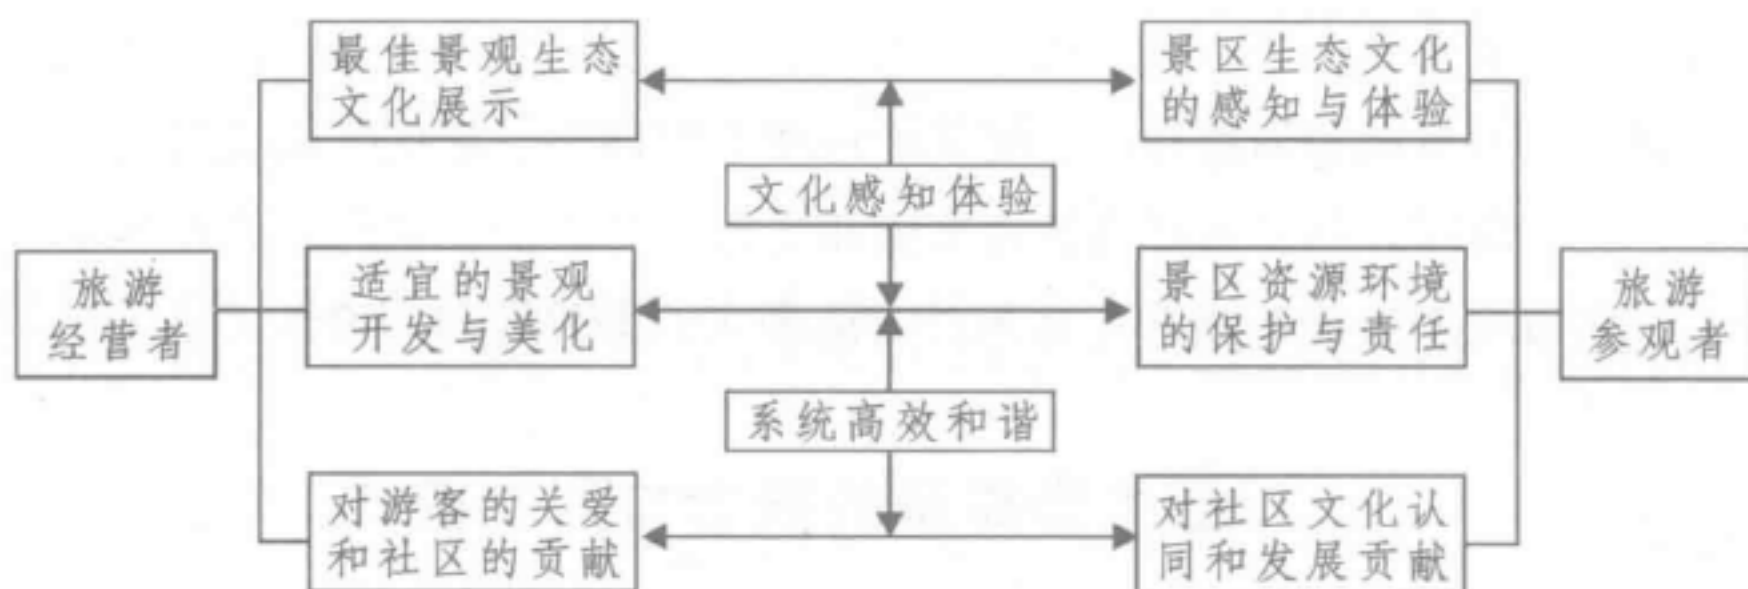 最佳景观生态
文化展示
景区生态文化
的感知与体验
文化感知体验
旅游
经营者
适宜的景观
开发与美化
景区资源环境
的保护与责任
旅游
参观者
系统高效和谐
对游客的关爱
和社区的贡献
对社区文化认
同和发展贡献